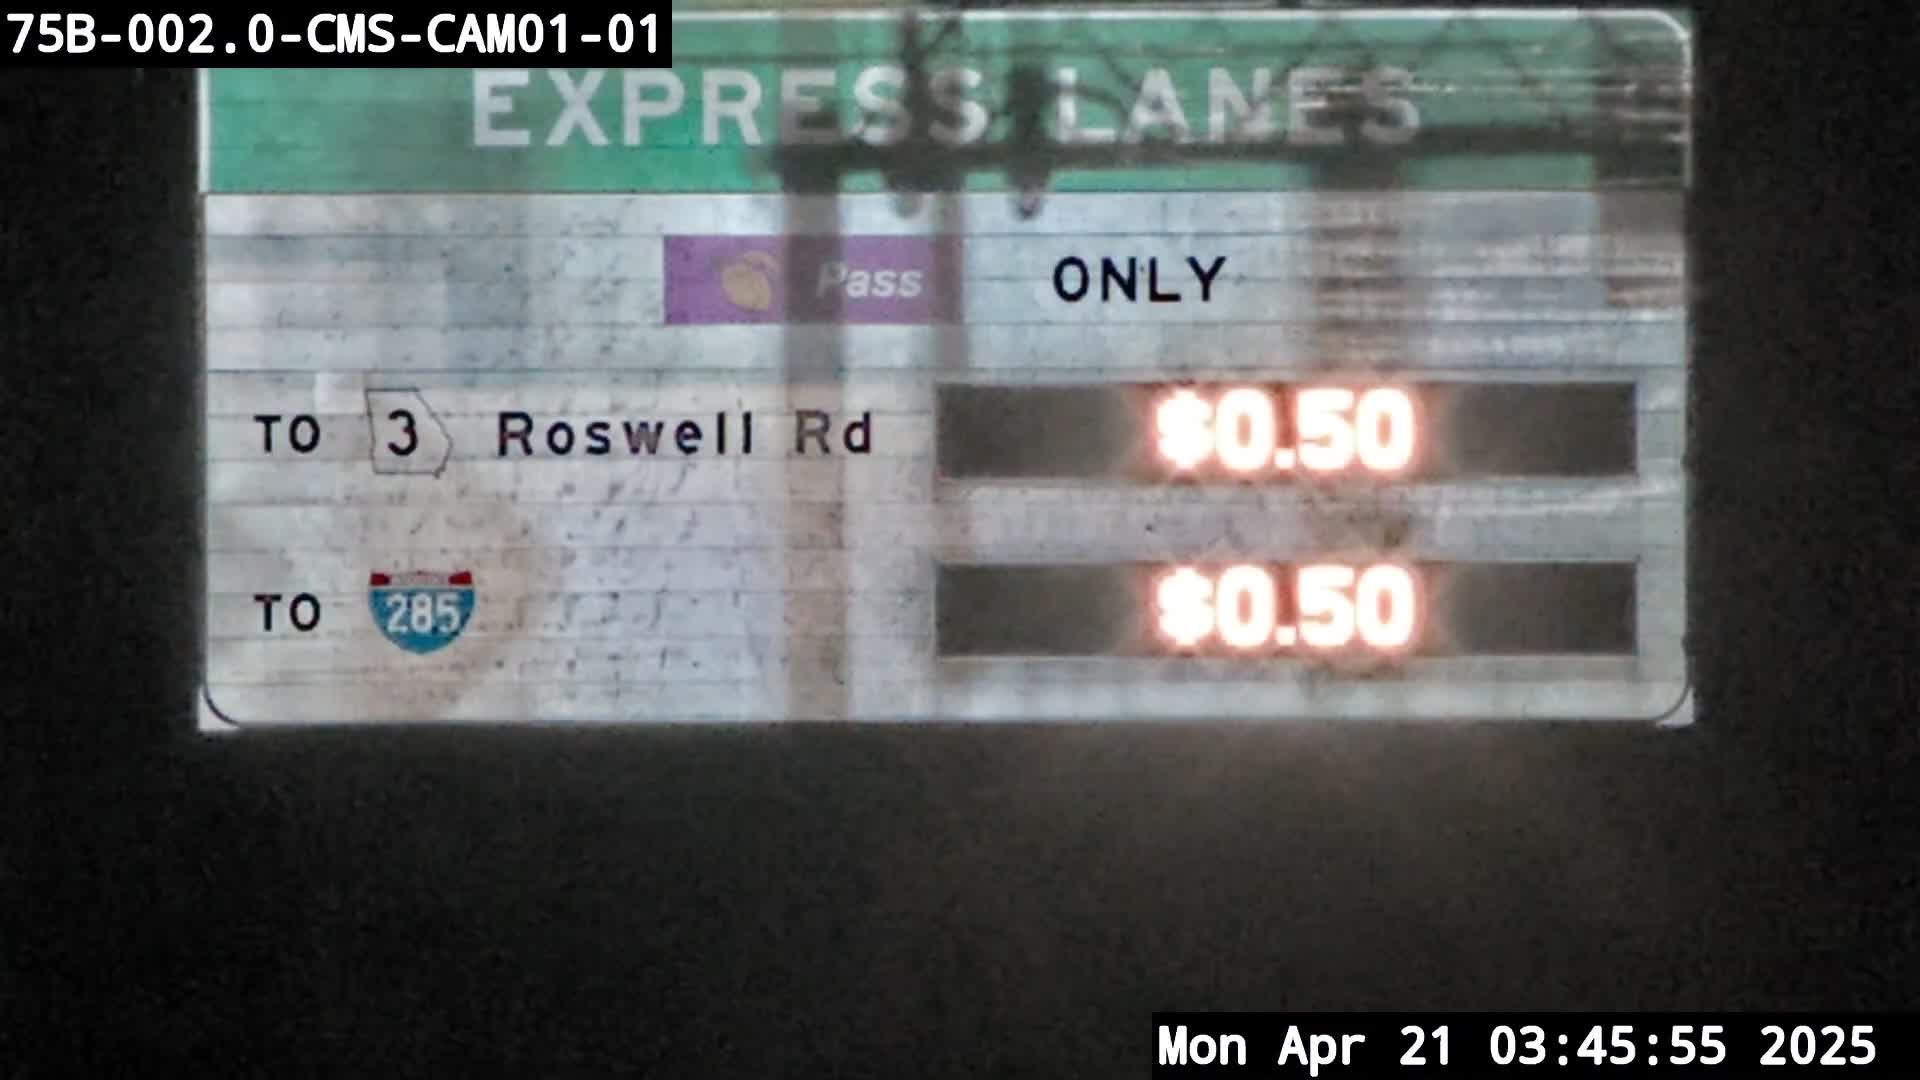 75B-002.0-CMS-CAM01-01
EXPRESS LANES
Pass ONLY
TO 3 Roswell Rd $0.50
TO 285 $0.50
Mon Apr 21 03:45:55 2025